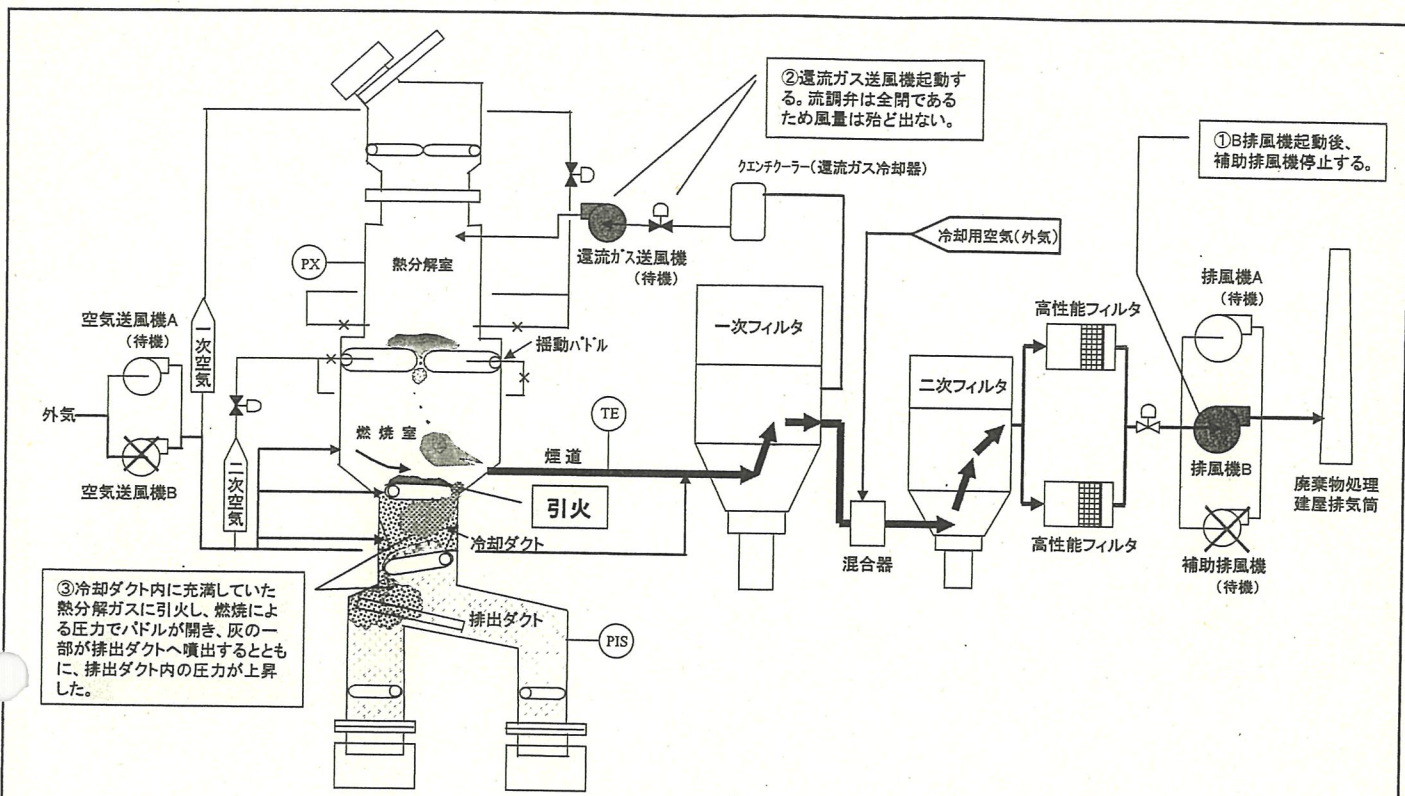 ②還流ガス送風機起動す
る。流調弁は全閉である
ため風量は殆ど出ない。
①B排風機起動後、
補助排風機停止する。
クエンチクーラー(還流ガス冷却器)
冷却用空気(外気)
PX
熱分解室
還流ガス送風機
(待機)
排風機A
(待機)
高性能フィルタ
一次フィルタ
空気送風機A
(待機)
一次空気
揺動パドル
二次フィルタ
外気
TE
燃焼室
煙道
空気送風機B
二次空気
排風機B
廃棄物処理
建屋排気筒
引火
高性能フィルタ
冷却ダクト
混合器
補助排風機
(待機)
③冷却ダクト内に充満していた
熱分解ガスに引火し、燃焼によ
る圧力でパドルが開き、灰の一
部が排出ダクトへ噴出するととも
に、排出ダクト内の圧力が上昇
した。
排出ダクト
PIS